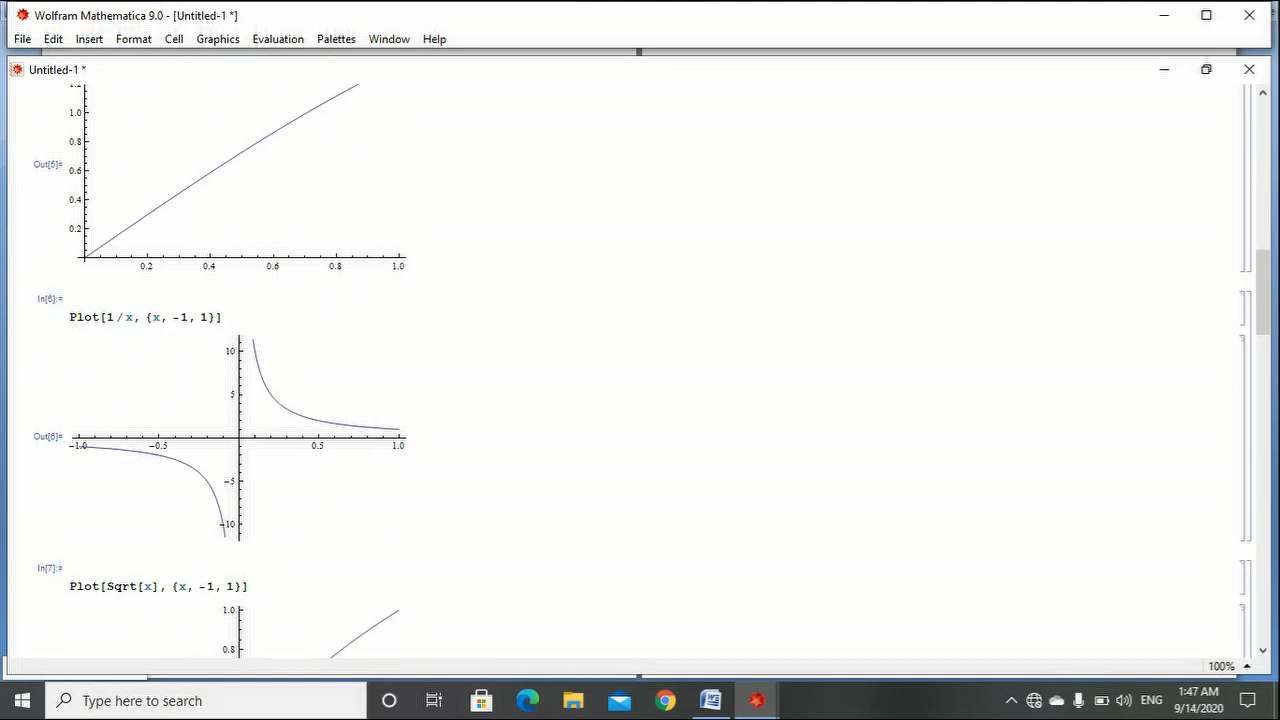 Wolfram Mathematica 9.0 - [Untitled-1 *]
File Edit Insert Format Cell Graphics Evaluation Palettes Window Help
Untitled-1 *
1.0
0.8
Out[5]=
0.6
0.4
0.2
0.2 0.4 0.6 0.8 1.0
In[6]:=
Plot[1/x, {x, -1, 1}]
10
5
Out[6]=
-1.0 -0.5 0.5 1.0
-5
-10
In[7]:=
Plot[Sqrt[x], {x, -1, 1}]
1.0
0.8
100%
Type here to search
ENG
1:47 AM
9/14/2020